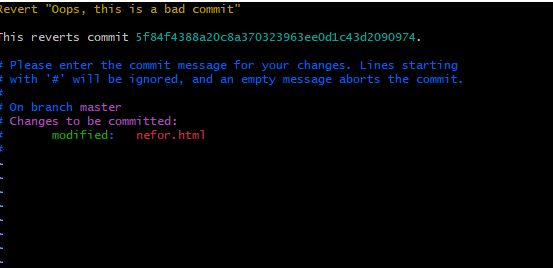 Revert "Oops, this is a bad commit"
This reverts commit 5f84f4388a20c8a370323963ee0d1c43d2090974.
# Please enter the commit message for your changes. Lines starting
# with '#' will be ignored, and an empty message aborts the commit.
#
# On branch master
# Changes to be committed:
#       modified:   nefor.html
#
~
~
~
~
~
~
~
~